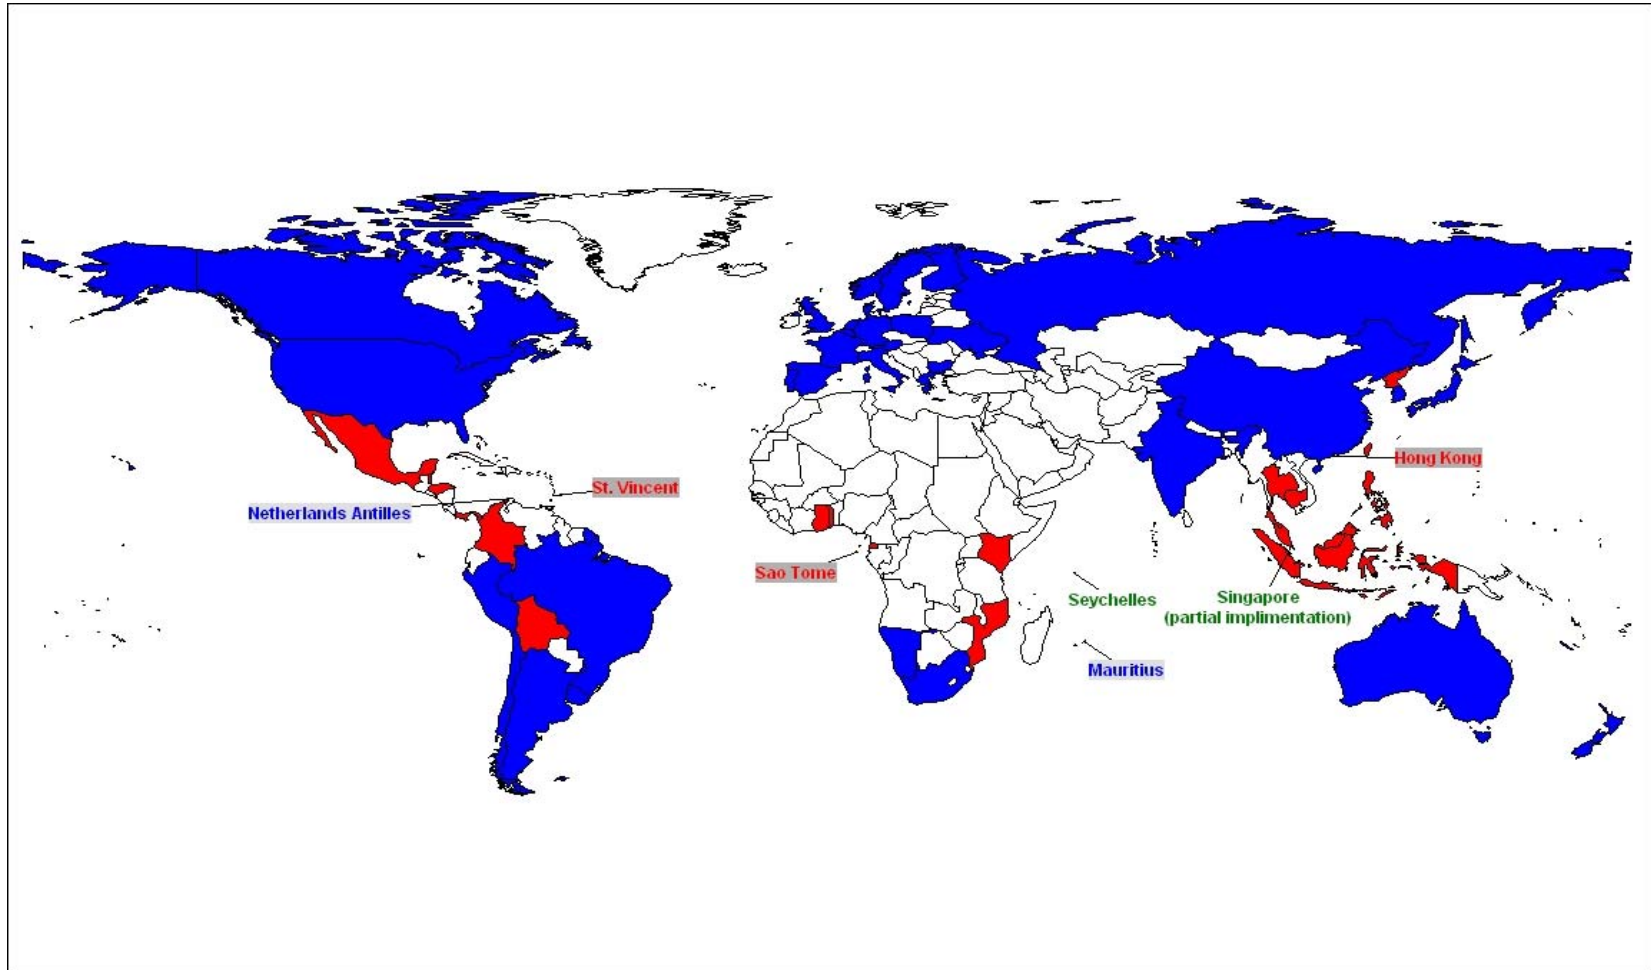 Hong Kong
St. Vincent
Netherlands Antilles
Sao Tome
Seychelles
Singapore
(partial implimentation)
Mauritius